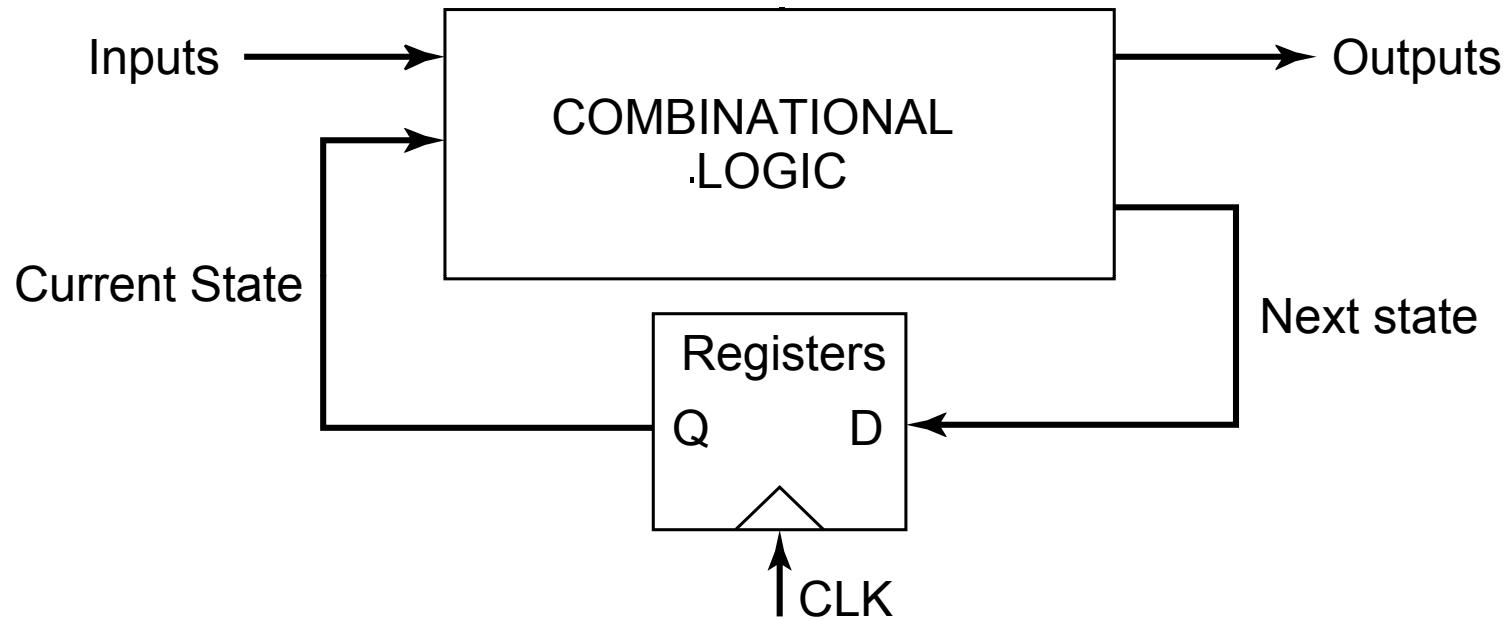 Inputs
Outputs
COMBINATIONAL
LOGIC
Current State
Next state
Registers
Q
D
CLK